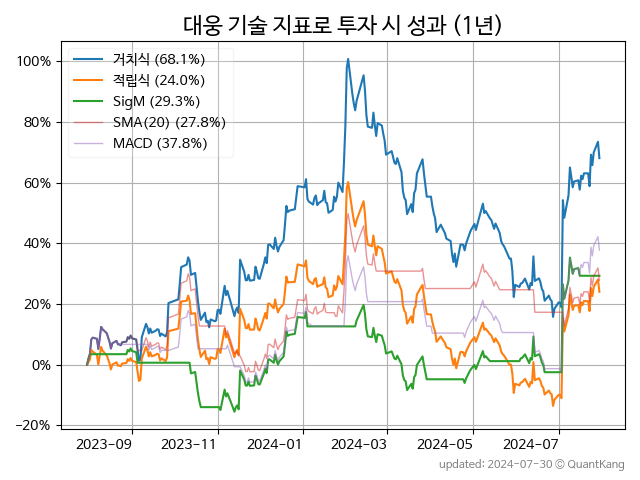 대웅 기술 지표로 투자 시 성과 (1년)
100%
80%
60%
40%
20%
0%
−20%
거치식 (68.1%)
적립식 (24.0%)
SigM (29.3%)
SMA(20) (27.8%)
MACD (37.8%)
2023-09 2023-11 2024-01 2024-03 2024-05 2024-07
updated: 2024-07-30 © QuantKang